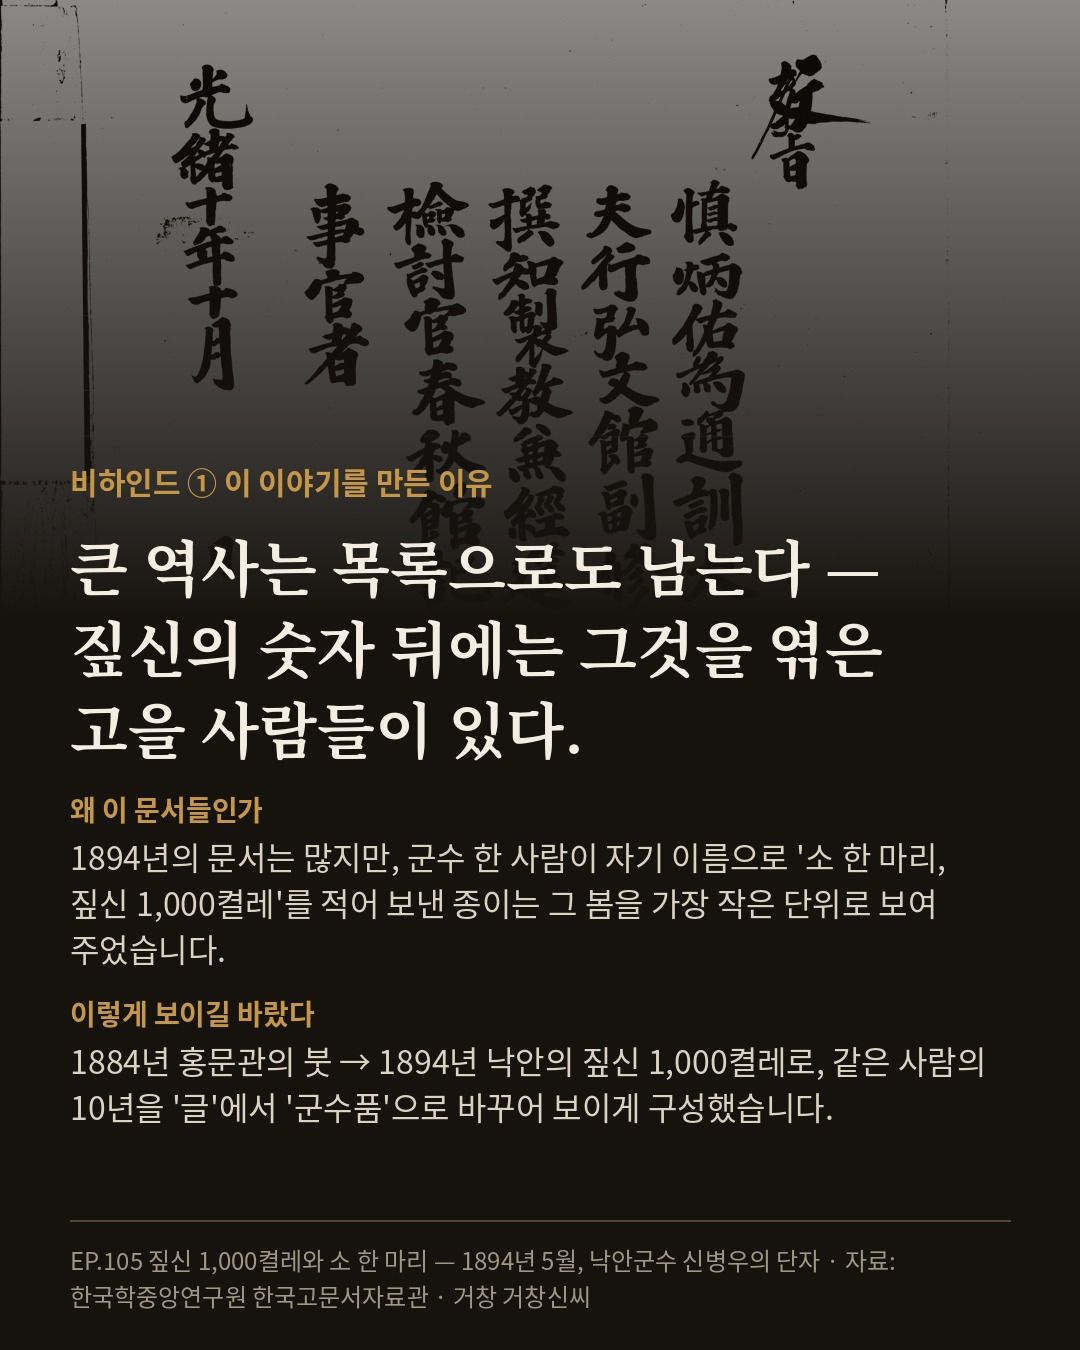 敎旨
慎炳佑為通訓
夫行弘文館副
撰知製敎兼經
檢討官春秋館
事官者
光緖十年十月
비하인드 ① 이 이야기를 만든 이유
큰 역사는 목록으로도 남는다 —
짚신의 숫자 뒤에는 그것을 엮은
고을 사람들이 있다.
왜 이 문서들인가
1894년의 문서는 많지만, 군수 한 사람이 자기 이름으로 '소 한 마리,
짚신 1,000켤레'를 적어 보낸 종이는 그 봄을 가장 작은 단위로 보여
주었습니다.
이렇게 보이길 바랐다
1884년 홍문관의 붓 → 1894년 낙안의 짚신 1,000켤레로, 같은 사람의
10년을 '글'에서 '군수품'으로 바꾸어 보이게 구성했습니다.
EP.105 짚신 1,000켤레와 소 한 마리 — 1894년 5월, 낙안군수 신병우의 단자 · 자료:
한국학중앙연구원 한국고문서자료관 · 거창 거창신씨